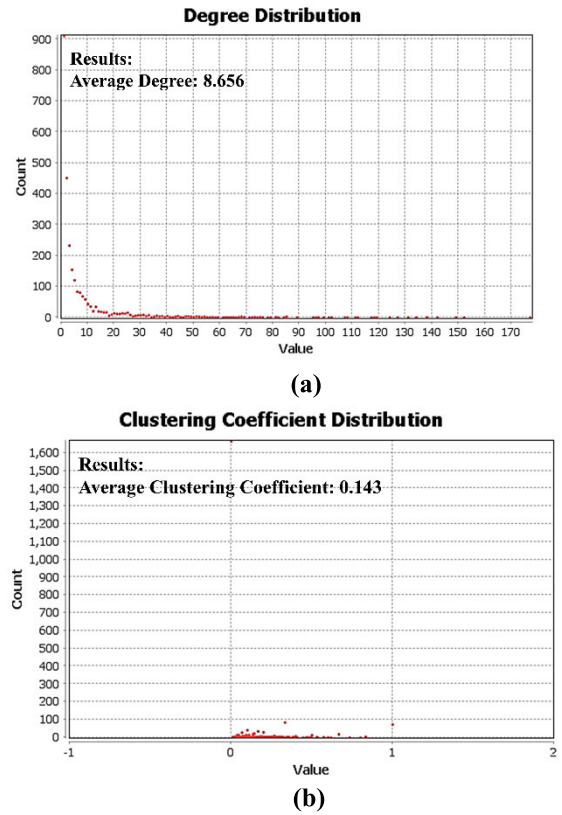 Degree Distribution
900
800
700
600
500
400
300
200
100
0
Count
Results:
Average Degree: 8.656
0 10 20 30 40 50 60 70 80 90 100 110 120 130 140 150 160 170
Value
(a)
Clustering Coefficient Distribution
1,600
1,500
1,400
1,300
1,200
1,100
1,000
900
800
700
600
500
400
300
200
100
0
Count
Results:
Average Clustering Coefficient: 0.143
-1 0 1 2
Value
(b)